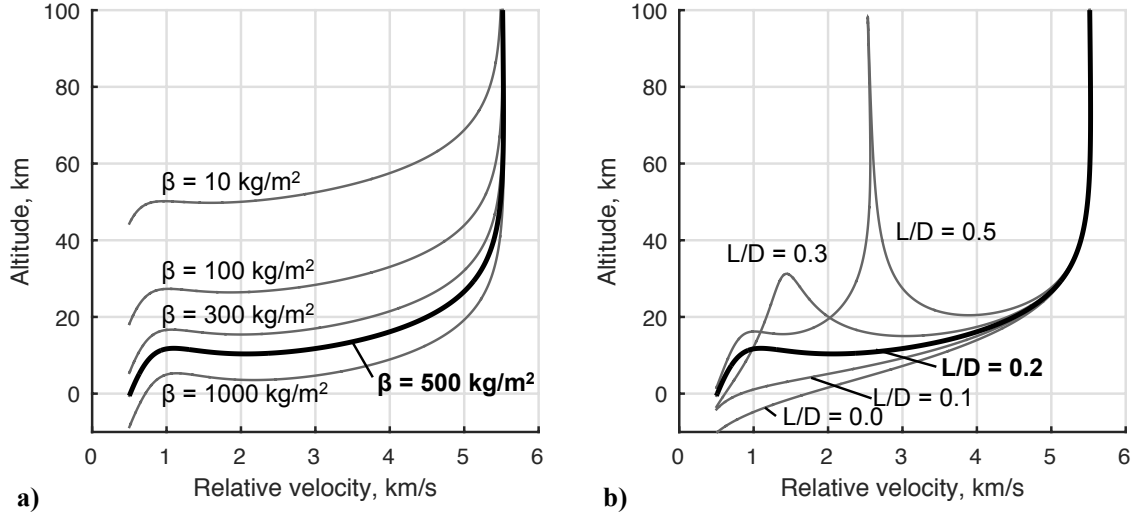 100
80
60
40
20
0
Altitude, km
β = 10 kg/m²
β = 100 kg/m²
β = 300 kg/m²
β = 500 kg/m²
β = 1000 kg/m²
0 1 2 3 4 5 6
Relative velocity, km/s
a)
100
80
60
40
20
0
Altitude, km
L/D = 0.5
L/D = 0.3
L/D = 0.2
L/D = 0.1
L/D = 0.0
0 1 2 3 4 5 6
Relative velocity, km/s
b)